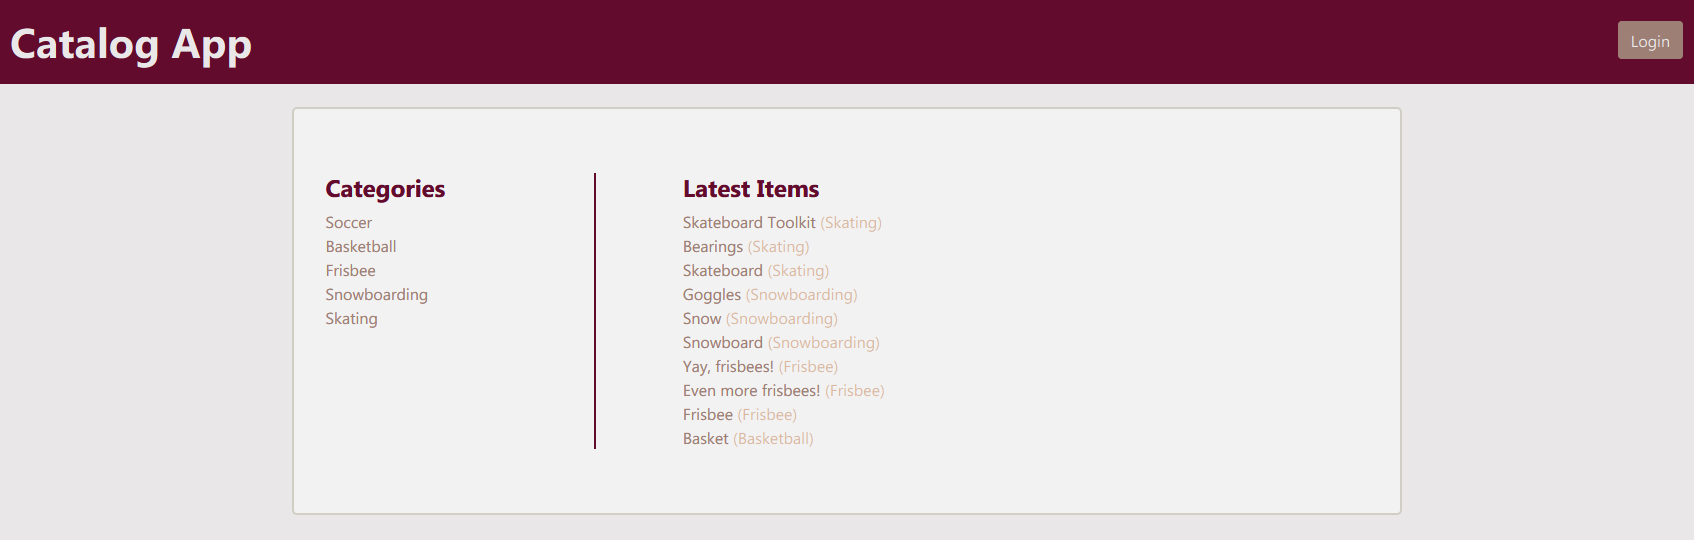 Catalog App
Login
Categories
Soccer
Basketball
Frisbee
Snowboarding
Skating
Latest Items
Skateboard Toolkit (Skating)
Bearings (Skating)
Skateboard (Skating)
Goggles (Snowboarding)
Snow (Snowboarding)
Snowboard (Snowboarding)
Yay, frisbees! (Frisbee)
Even more frisbees! (Frisbee)
Frisbee (Frisbee)
Basket (Basketball)